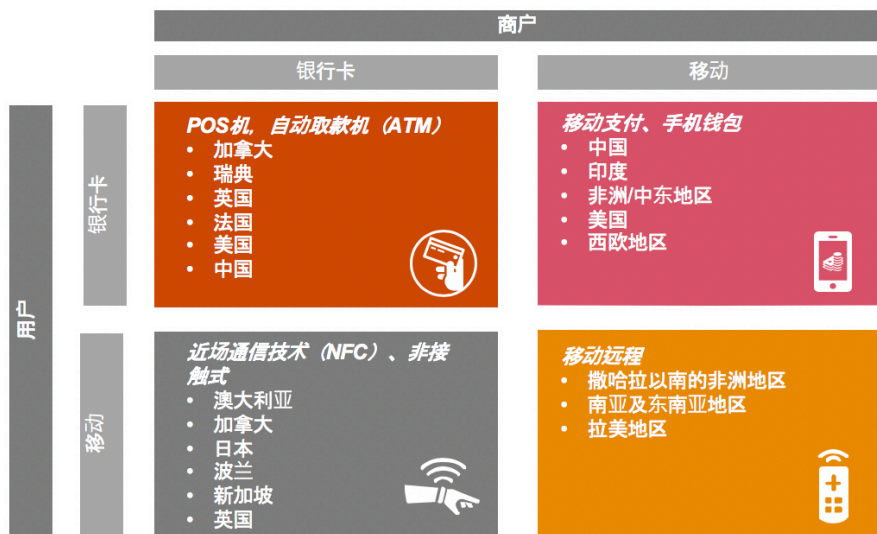 商户
银行卡
移动
用户
银行卡
POS机，自动取款机（ATM）
• 加拿大
• 瑞典
• 英国
• 法国
• 美国
• 中国
移动支付、手机钱包
• 中国
• 印度
• 非洲/中东地区
• 美国
• 西欧地区
移动
近场通信技术（NFC）、非接
触式
• 澳大利亚
• 加拿大
• 日本
• 波兰
• 新加坡
• 英国
移动远程
• 撒哈拉以南的非洲地区
• 南亚及东南亚地区
• 拉美地区